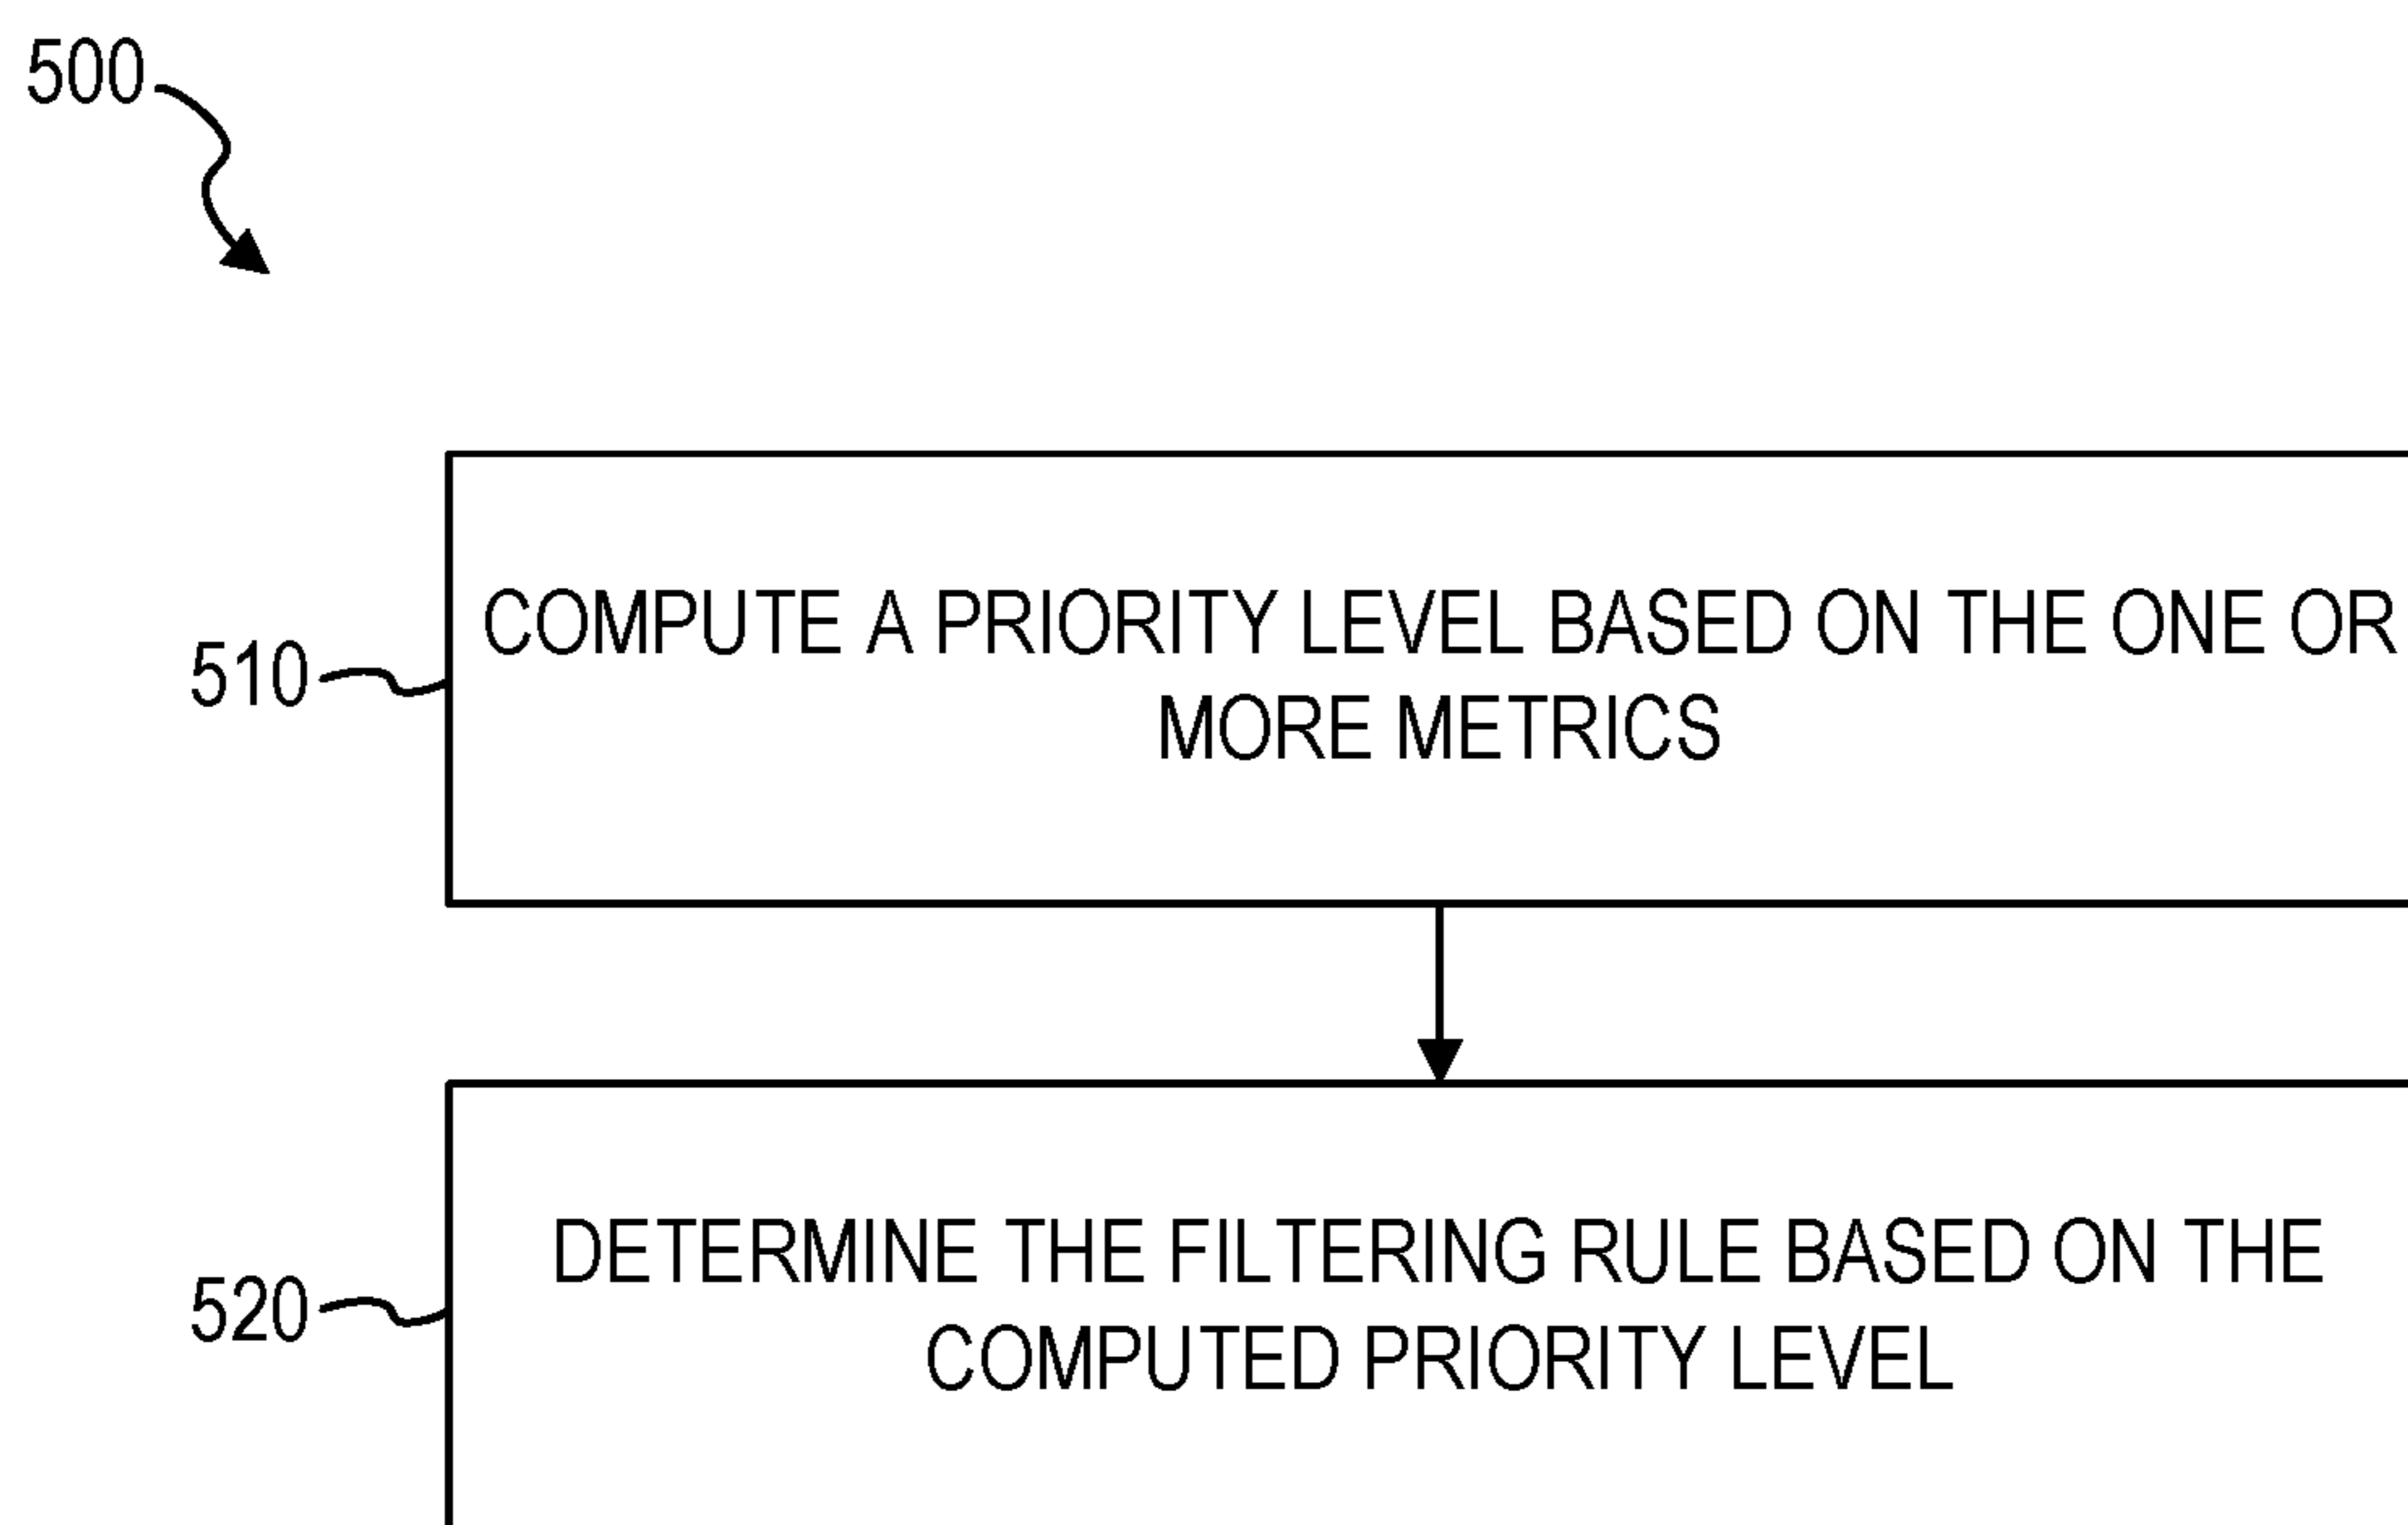 500
510
COMPUTE A PRIORITY LEVEL BASED ON THE ONE OR
MORE METRICS
520
DETERMINE THE FILTERING RULE BASED ON THE
COMPUTED PRIORITY LEVEL